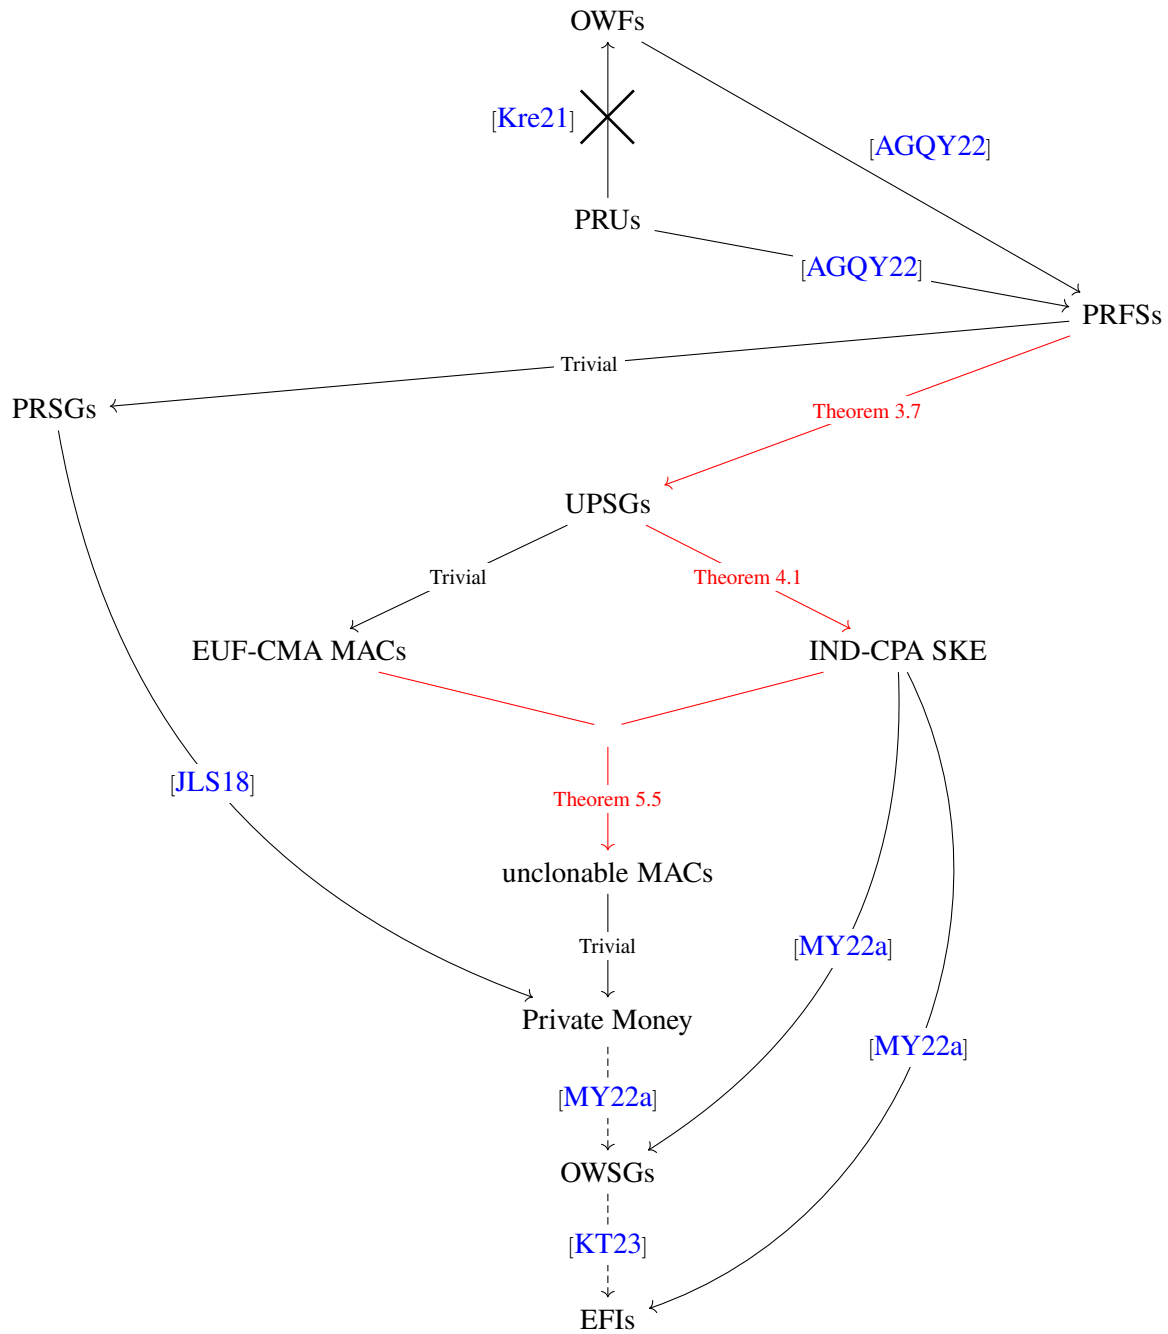 OWFs
[Kre21]
[AGQY22]
PRUs
[AGQY22]
PRFSs
Trivial
PRSGs
Theorem 3.7
UPSGs
Trivial
Theorem 4.1
EUF-CMA MACs
IND-CPA SKE
[JLS18]
Theorem 5.5
unclonable MACs
Trivial
[MY22a]
Private Money
[MY22a]
[MY22a]
OWSGs
[KT23]
EFIs